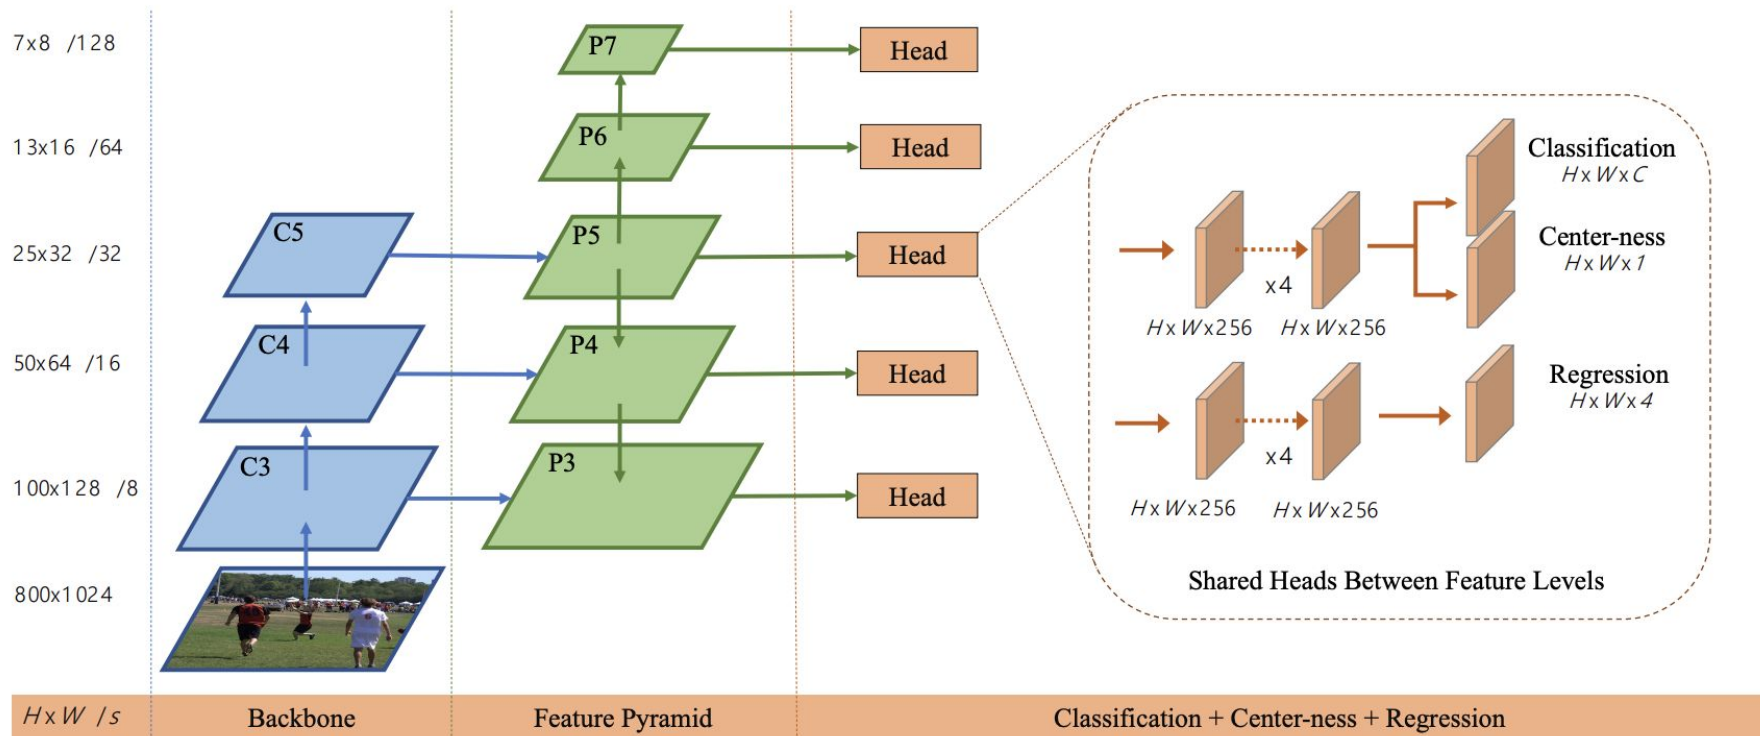 7x8 /128
P7
Head
13x16 /64
P6
Head
25x32 /32
C5
P5
Head
50x64 /16
C4
P4
Head
100x128 /8
C3
P3
Head
800x1024
Classification
HxWxC
Center-ness
HxWx1
x4
HxWx256 HxWx256
Regression
HxWx4
x4
HxWx256 HxWx256
Shared Heads Between Feature Levels
HxW /s
Backbone
Feature Pyramid
Classification + Center-ness + Regression